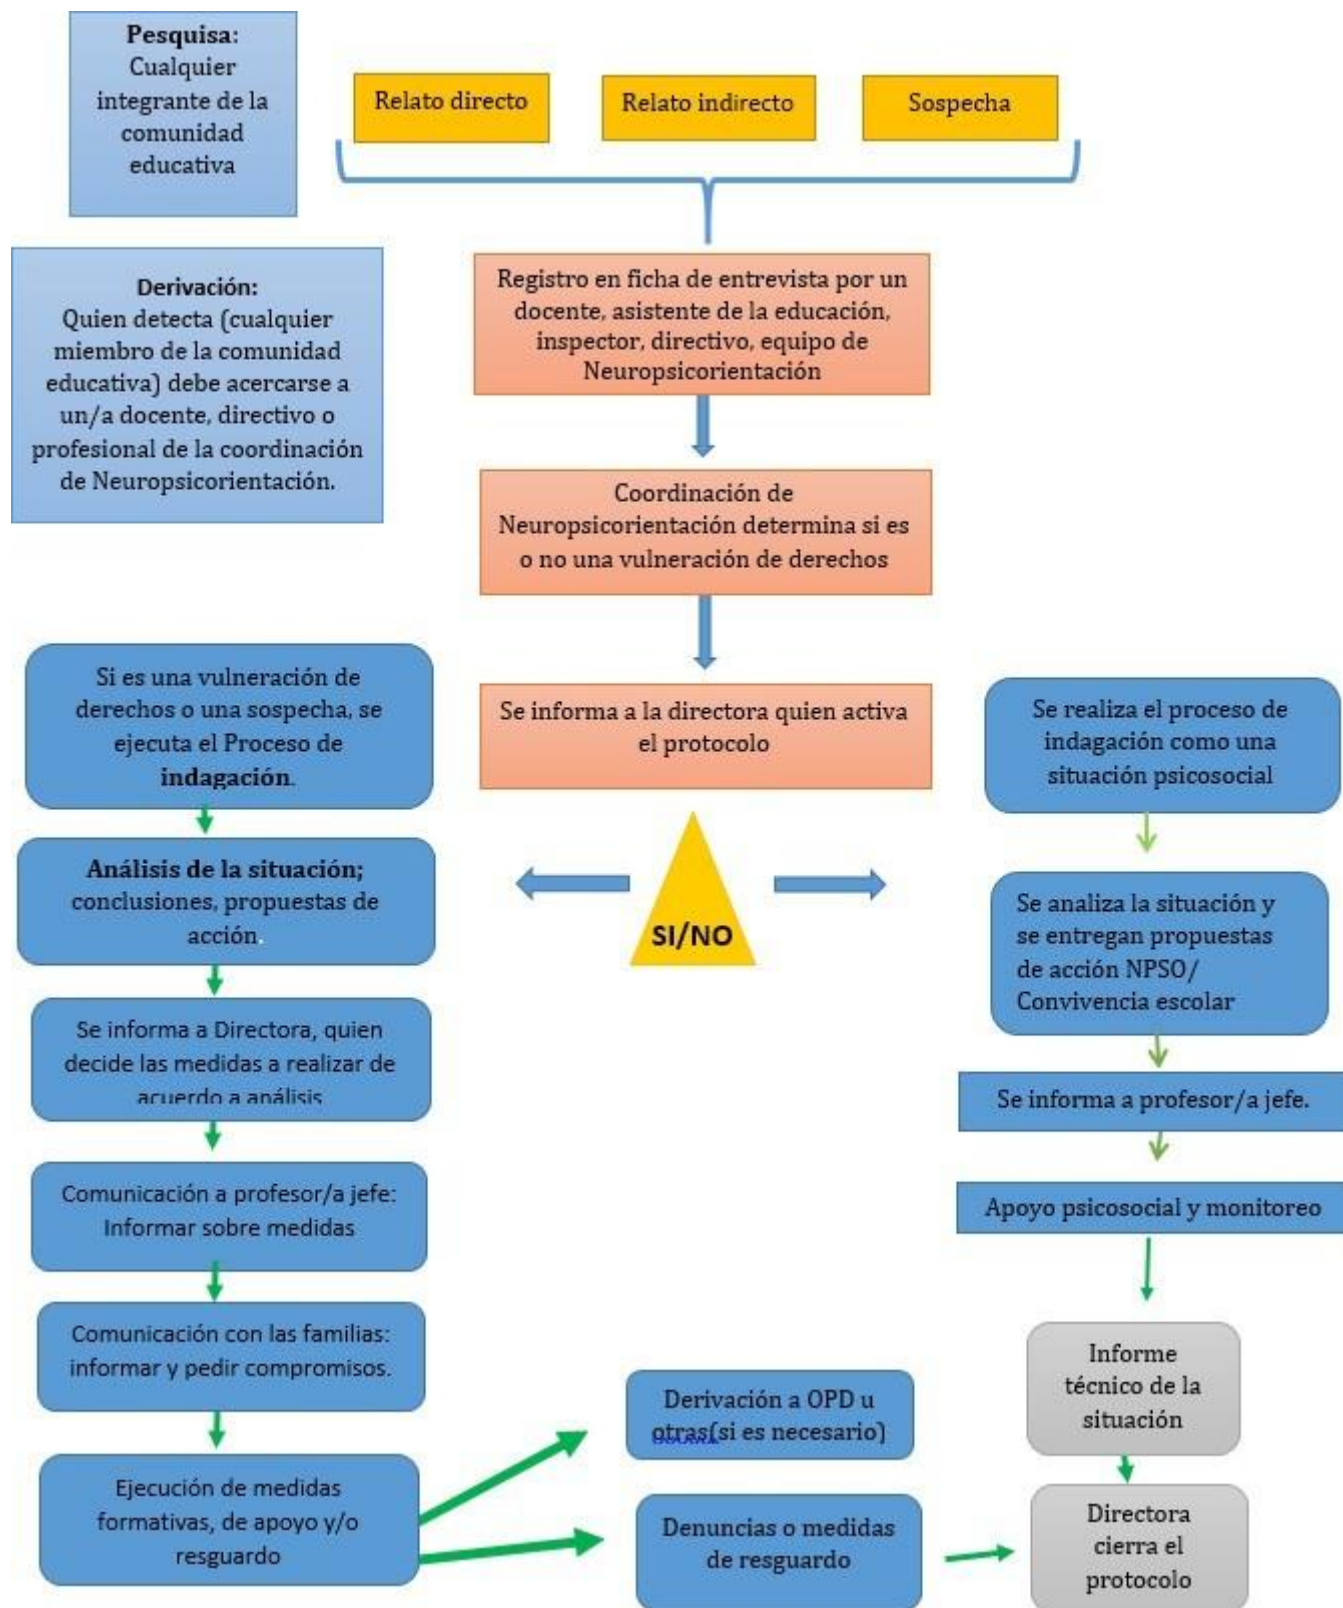 Pesquisa:
Cualquier
integrante de la
comunidad
educativa
Relato directo
Relato indirecto
Sospecha
Derivación:
Quien detecta (cualquier
miembro de la comunidad
educativa) debe acercarse a
un/a docente, directivo o
profesional de la coordinación
de Neuropsicorientación.
Registro en ficha de entrevista por un
docente, asistente de la educación,
inspector, directivo, equipo de
Neuropsicorientación
Coordinación de
Neuropsicorientación determina si es
o no una vulneración de derechos
Se informa a la directora quien activa
el protocolo
SI/NO
Si es una vulneración de
derechos o una sospecha, se
ejecuta el Proceso de
indagación.
Análisis de la situación;
conclusiones, propuestas de
acción.
Se informa a Directora, quien
decide las medidas a realizar de
acuerdo a análisis
Comunicación a profesor/a jefe:
Informar sobre medidas
Comunicación con las familias:
informar y pedir compromisos.
Ejecución de medidas
formativas, de apoyo y/o
resguardo
Derivación a OPD u
otras(si es necesario)
Denuncias o medidas
de resguardo
Se realiza el proceso de
indagación como una
situación psicosocial
Se analiza la situación y
se entregan propuestas
de acción NPSO/
Convivencia escolar
Se informa a profesor/a jefe.
Apoyo psicosocial y monitoreo
Informe
técnico de la
situación
Directora
cierra el
protocolo